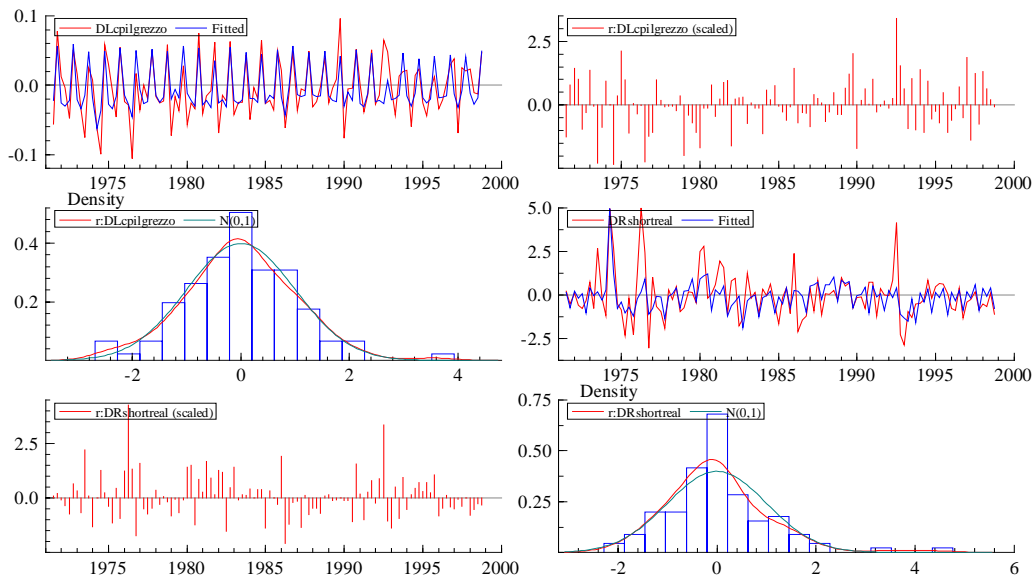 0.1
DLcpilgrezzo Fitted
0.0
-0.1
1975 1980 1985 1990 1995 2000
r:DLcpilgrezzo (scaled)
2.5
0.0
-2.5
1975 1980 1985 1990 1995 2000
Density
r:DLcpilgrezzo N(0,1)
0.4
0.2
-2 0 2 4
5.0
DRshortreal Fitted
2.5
0.0
-2.5
1975 1980 1985 1990 1995 2000
r:DRshortreal (scaled)
2.5
0.0
1975 1980 1985 1990 1995 2000
Density
0.75
r:DRshortreal N(0,1)
0.50
0.25
-2 0 2 4 6